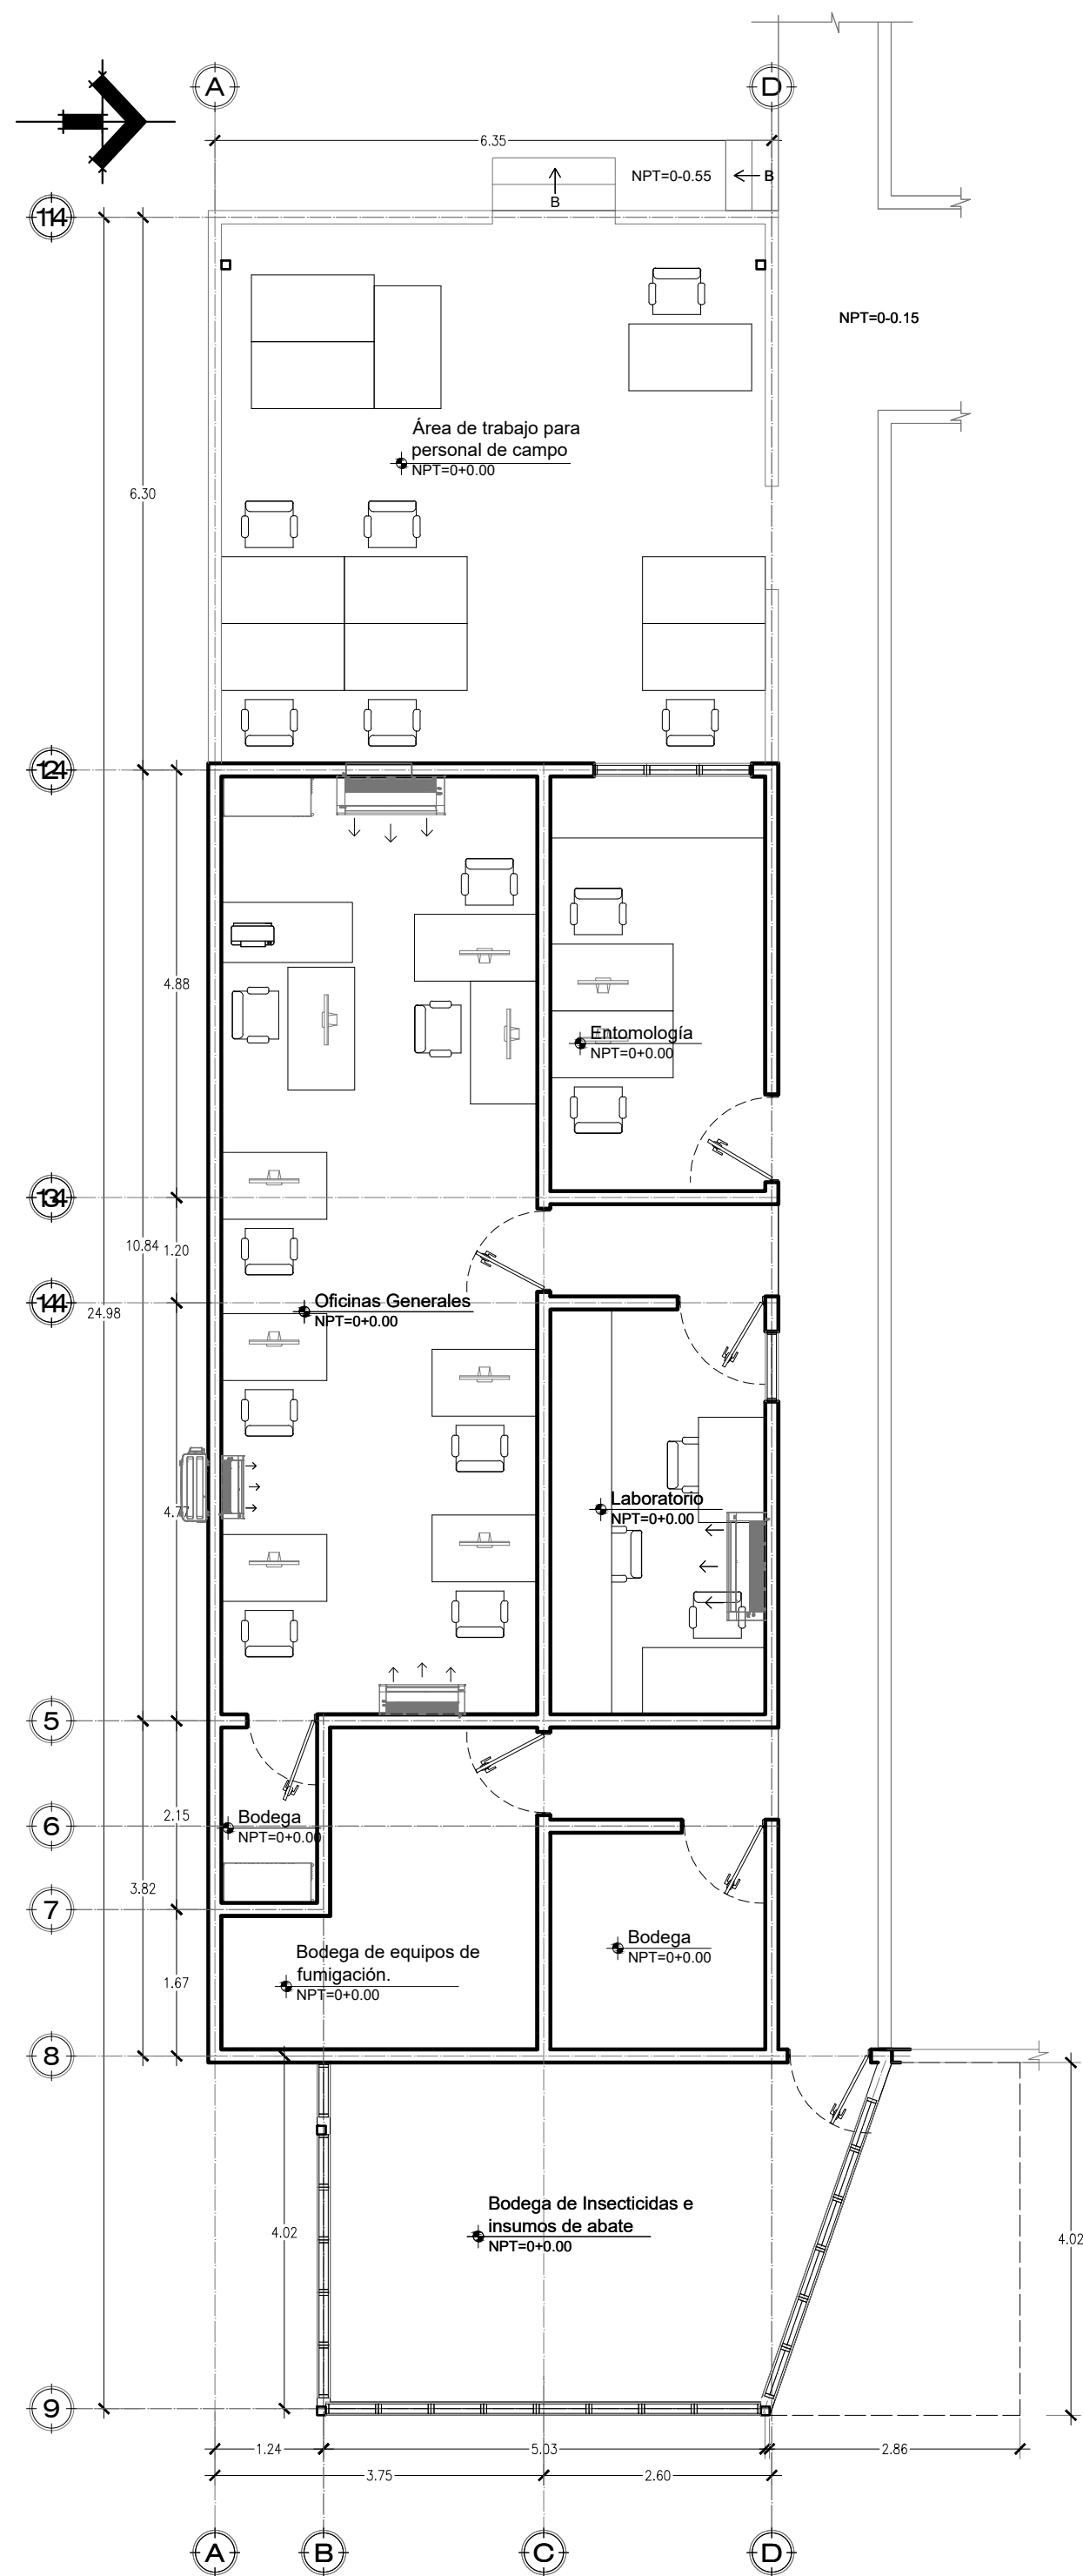 A
D
6.35
NPT=0-0.55
B
B
NPT=0-0.15
Área de trabajo para
personal de campo
NPT=0+0.00
6.30
4.88
Entomología
NPT=0+0.00
10.84
1.20
24.98
Oficinas Generales
NPT=0+0.00
4.77
Laboratorio
NPT=0+0.00
5
2.15
Bodega
NPT=0+0.00
6
3.82
7
Bodega
NPT=0+0.00
Bodega de equipos de
fumigación.
NPT=0+0.00
1.67
8
Bodega de Insecticidas e
insumos de abate
NPT=0+0.00
4.02
4.02
9
1.24
5.03
2.86
3.75
2.60
A
B
C
D